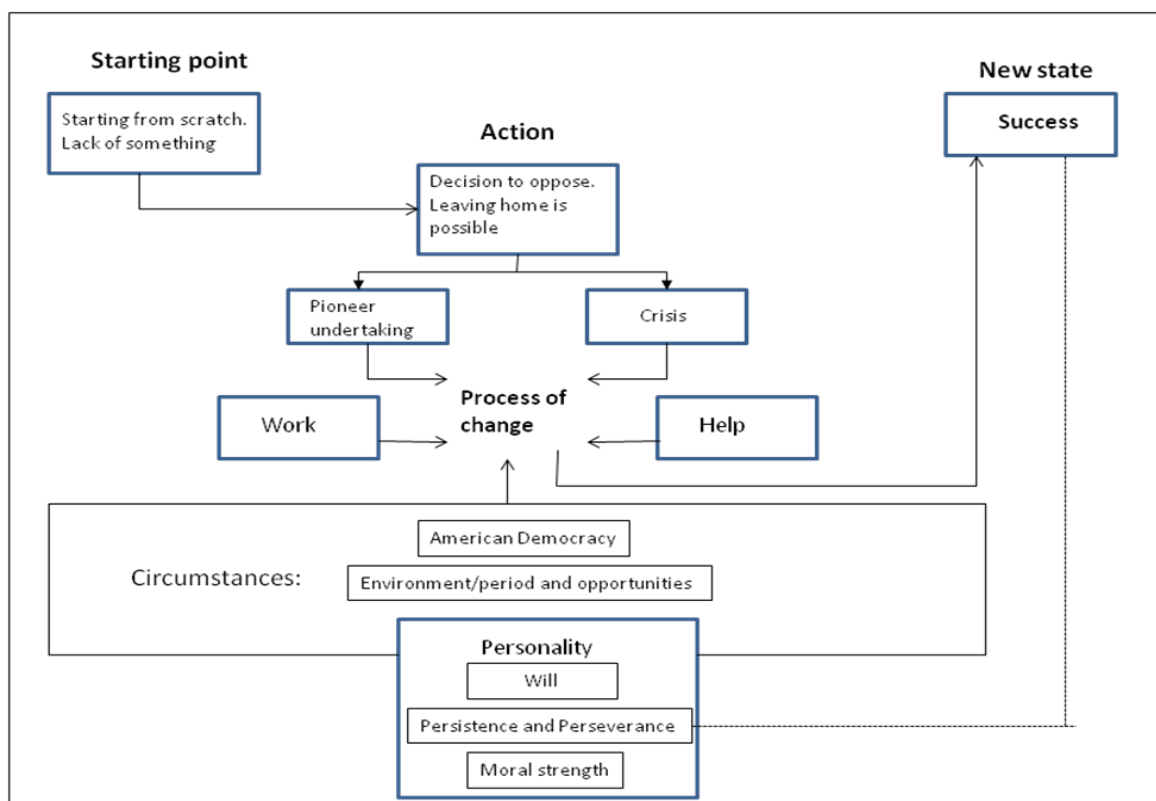 Starting point
New state
Starting from scratch.
Lack of something
Success
Action
Decision to oppose.
Leaving home is
possible
Pioneer
undertaking
Crisis
Process of
change
Work
Help
American Democracy
Circumstances:
Environment/period and opportunities
Personality
Will
Persistence and Perseverance
Moral strength